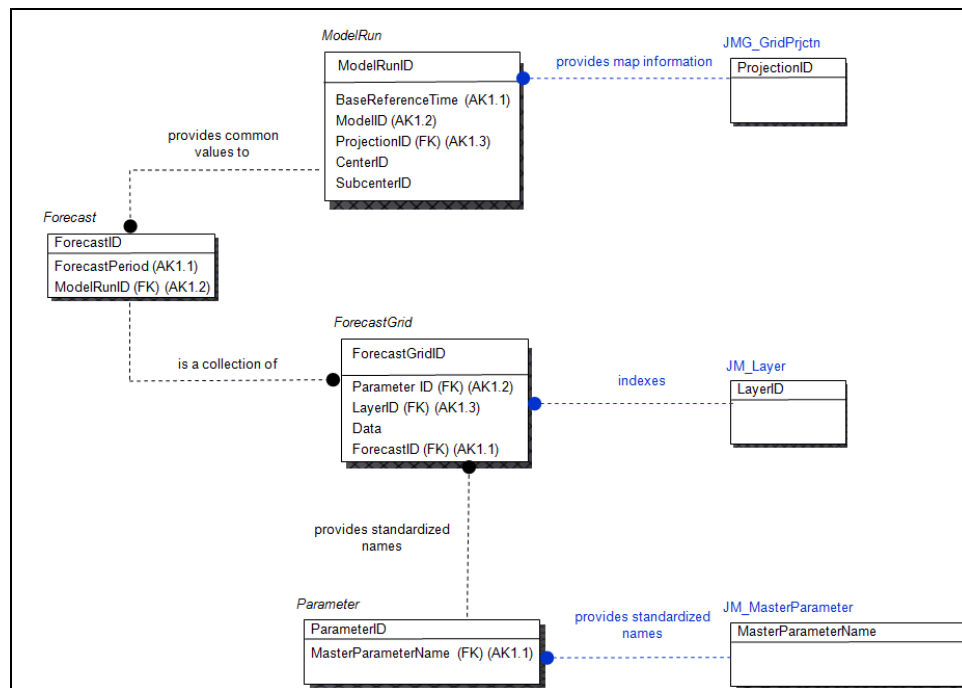 ModelRun
ModelRunID
BaseReferenceTime (AK1.1)
ModelID (AK1.2)
ProjectionID (FK) (AK1.3)
CenterID
SubcenterID
provides map information
JMG_GridPrjctn
ProjectionID
provides common
values to
Forecast
ForecastID
ForecastPeriod (AK1.1)
ModelRunID (FK) (AK1.2)
is a collection of
ForecastGrid
ForecastGridID
Parameter ID (FK) (AK1.2)
LayerID (FK) (AK1.3)
Data
ForecastID (FK) (AK1.1)
indexes
JM_Layer
LayerID
provides standardized
names
Parameter
ParameterID
MasterParameterName (FK) (AK1.1)
provides standardized
names
JM_MasterParameter
MasterParameterName